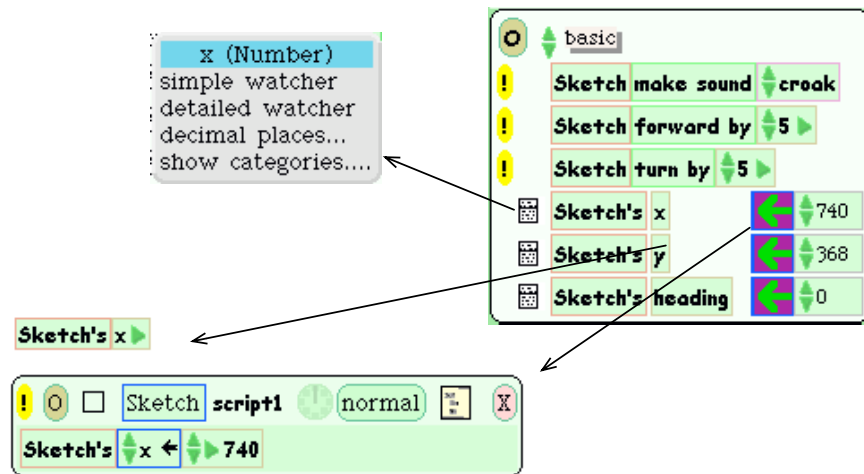 x (Number)
simple watcher
detailed watcher
decimal places...
show categories....
O basic
! Sketch make sound croak
! Sketch forward by 5
! Sketch turn by 5
Sketch's x 740
Sketch's y 368
Sketch's heading 0
Sketch's x
! O Sketch script1 normal X
Sketch's x ← 740